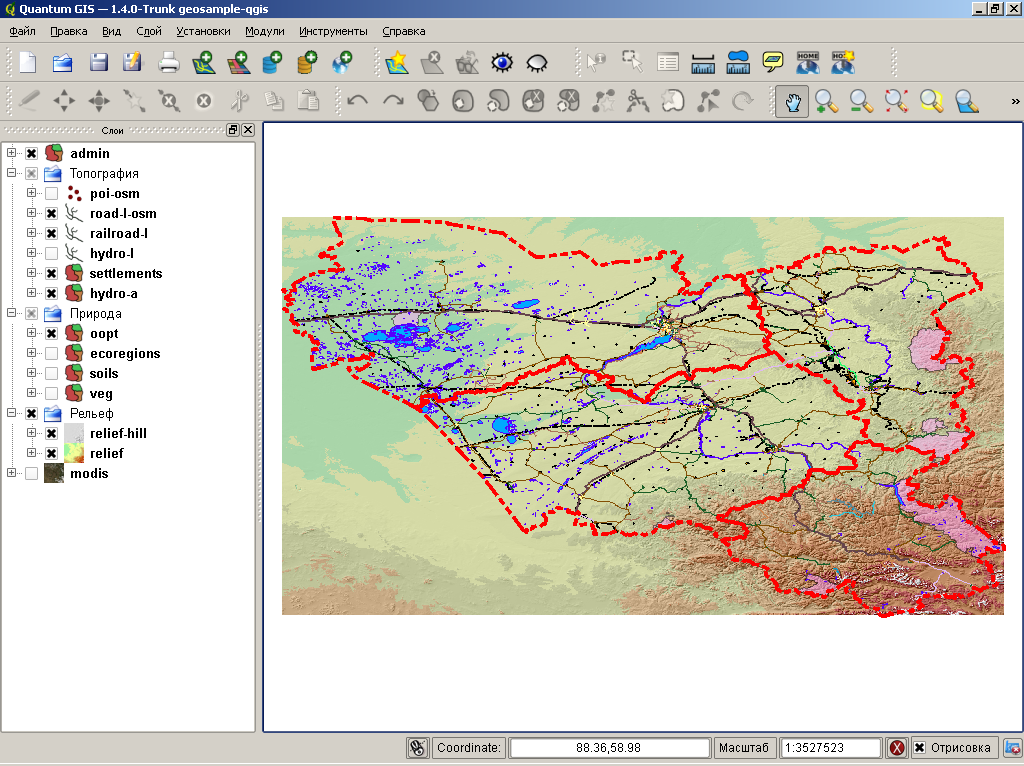 Quantum GIS — 1.4.0-Trunk geosample-qgis
Файл Правка Вид Слой Установки Модули Инструменты Справка
HOME
»
Слои
admin
Топография
poi-osm
road-l-osm
railroad-l
hydro-l
settlements
hydro-a
Природа
oopt
ecoregions
soils
veg
Рельеф
relief-hill
relief
modis
Coordinate: 88.36,58.98 Масштаб 1:3527523 Отрисовка